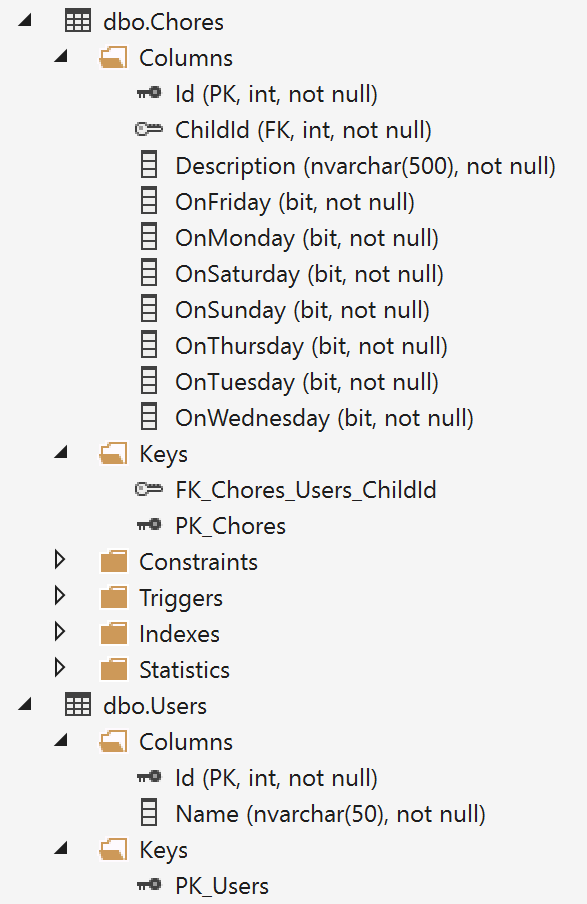 dbo.Chores
Columns
Id (PK, int, not null)
ChildId (FK, int, not null)
Description (nvarchar(500), not null)
OnFriday (bit, not null)
OnMonday (bit, not null)
OnSaturday (bit, not null)
OnSunday (bit, not null)
OnThursday (bit, not null)
OnTuesday (bit, not null)
OnWednesday (bit, not null)
Keys
FK_Chores_Users_ChildId
PK_Chores
Constraints
Triggers
Indexes
Statistics
dbo.Users
Columns
Id (PK, int, not null)
Name (nvarchar(50), not null)
Keys
PK_Users